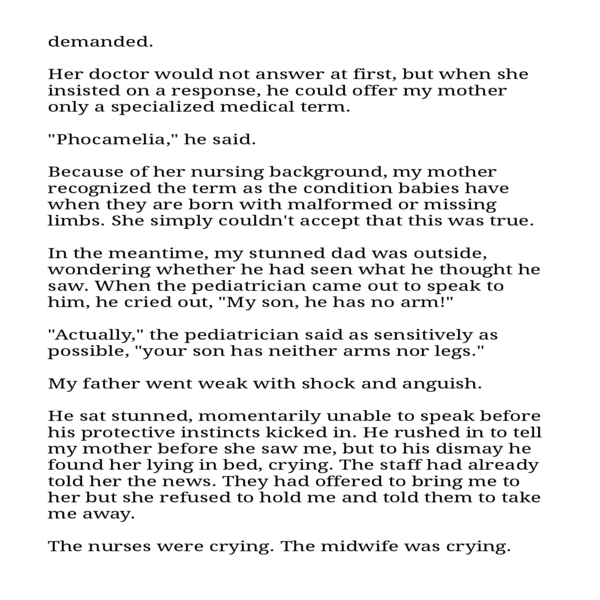 demanded.
Her doctor would not answer at first, but when she
insisted on a response, he could offer my mother
only a specialized medical term.
"Phocamelia," he said.
Because of her nursing background, my mother
recognized the term as the condition babies have
when they are born with malformed or missing
limbs. She simply couldn't accept that this was true.
In the meantime, my stunned dad was outside,
wondering whether he had seen what he thought he
saw. When the pediatrician came out to speak to
him, he cried out, "My son, he has no arm!"
"Actually," the pediatrician said as sensitively as
possible, "your son has neither arms nor legs."
My father went weak with shock and anguish.
He sat stunned, momentarily unable to speak before
his protective instincts kicked in. He rushed in to tell
my mother before she saw me, but to his dismay he
found her lying in bed, crying. The staff had already
told her the news. They had offered to bring me to
her but she refused to hold me and told them to take
me away.
The nurses were crying. The midwife was crying.